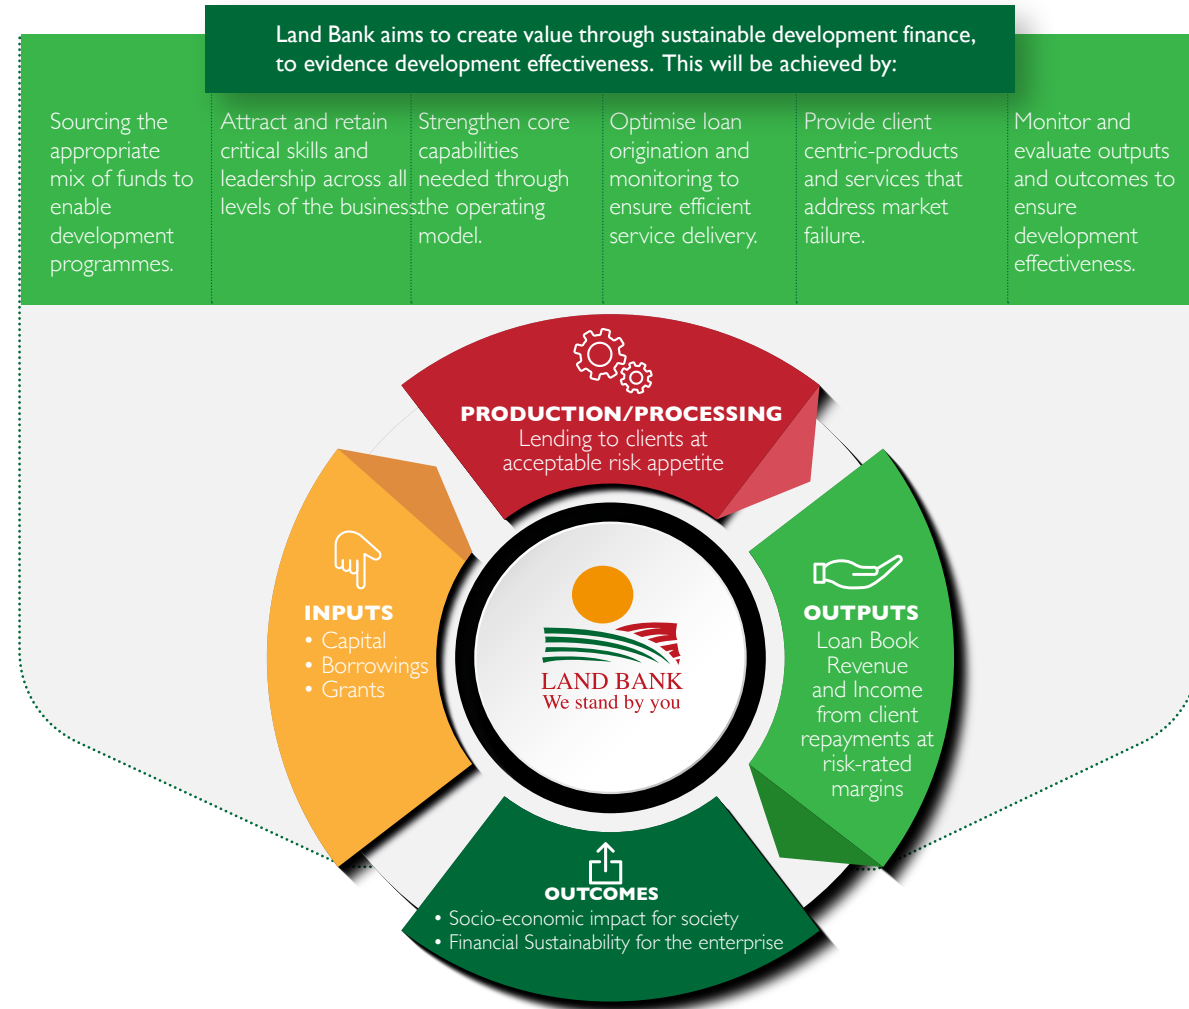 Land Bank aims to create value through sustainable development finance,
to evidence development effectiveness. This will be achieved by:
Sourcing the
appropriate
mix of funds to
enable
development
programmes.
Attract and retain
critical skills and
leadership across all
levels of the business.
Strengthen core
capabilities
needed through
the operating
model.
Optimise loan
origination and
monitoring to
ensure efficient
service delivery.
Provide client
centric-products
and services that
address market
failure.
Monitor and
evaluate outputs
and outcomes to
ensure
development
effectiveness.
PRODUCTION/PROCESSING
Lending to clients at
acceptable risk appetite
INPUTS
• Capital
• Borrowings
• Grants
LAND BANK
We stand by you
OUTPUTS
Loan Book
Revenue
and Income
from client
repayments at
risk-rated
margins
OUTCOMES
• Socio-economic impact for society
• Financial Sustainability for the enterprise